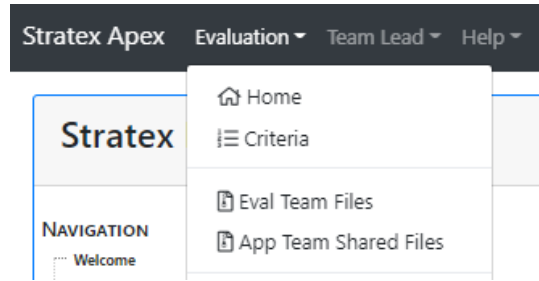 Stratex Apex Evaluation Team Lead Help
Home
Stratex
Criteria
Eval Team Files
NAVIGATION
App Team Shared Files
Welcome